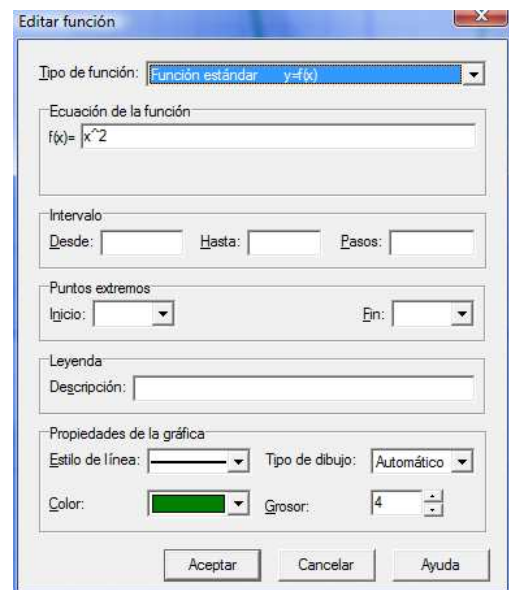 Editar función
Tipo de función: Función estándar y=f(x)
Ecuación de la función
f(x)= x^2
Intervalo
Desde: Hasta: Pasos:
Puntos extremos
Inicio: Fin:
Leyenda
Descripción:
Propiedades de la gráfica
Estilo de línea: Tipo de dibujo: Automático
Color: Grosor: 4
Aceptar Cancelar Ayuda